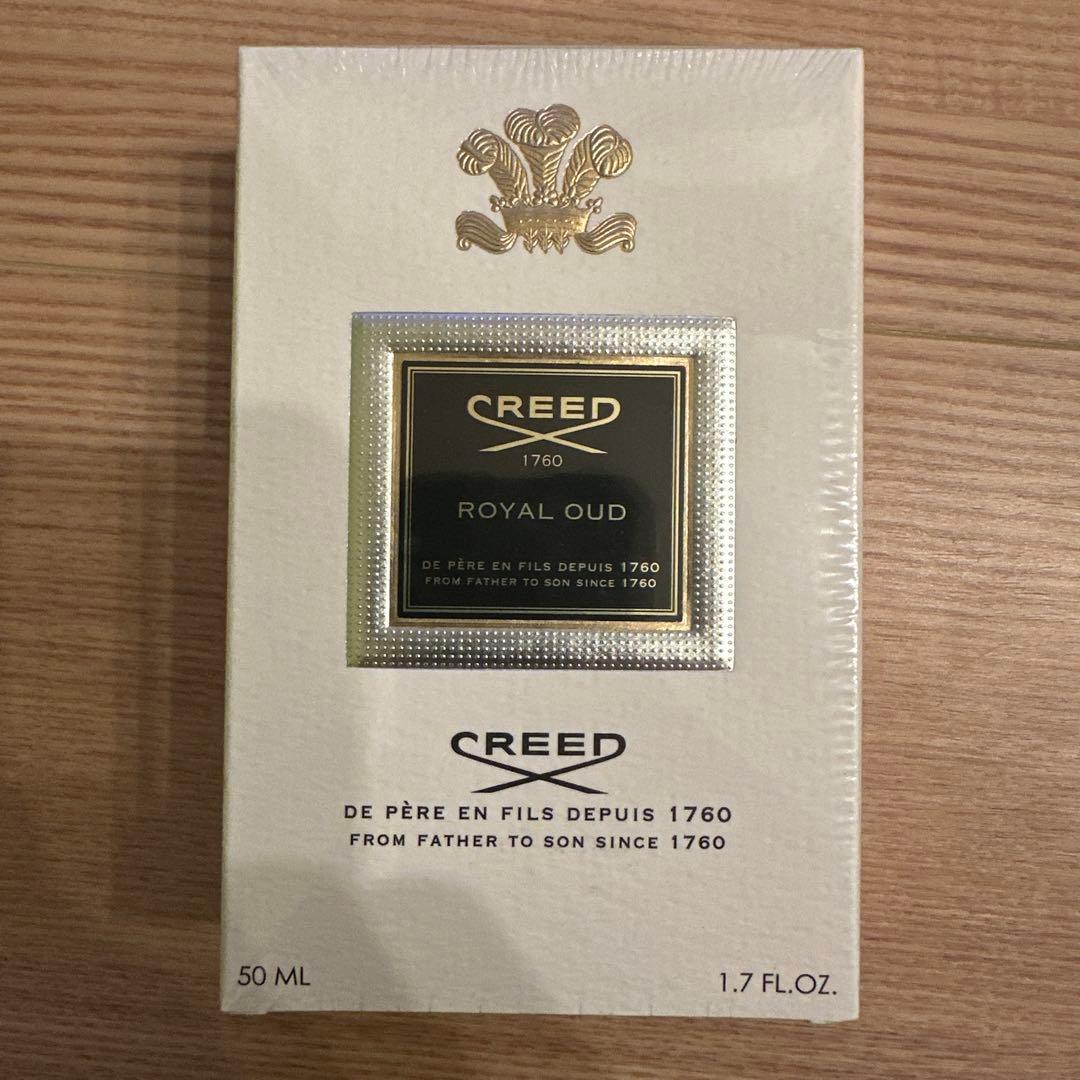 CREED
1760
ROYAL OUD
DE PÈRE EN FILS DEPUIS 1760
FROM FATHER TO SON SINCE 1760
CREED
DE PÈRE EN FILS DEPUIS 1760
FROM FATHER TO SON SINCE 1760
50 ML
1.7 FL.OZ.